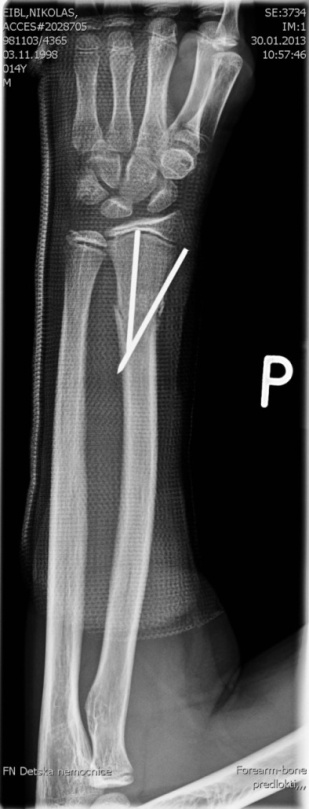 EIBL,NIKOLAS,
ACCES#2028705
981103/4365
03.11.1998
014Y
M
SE:3734
IM:1
30.01.2013
10:57:46
P
FN Detska nemocnice
Forearm-bone
predlokti,,,